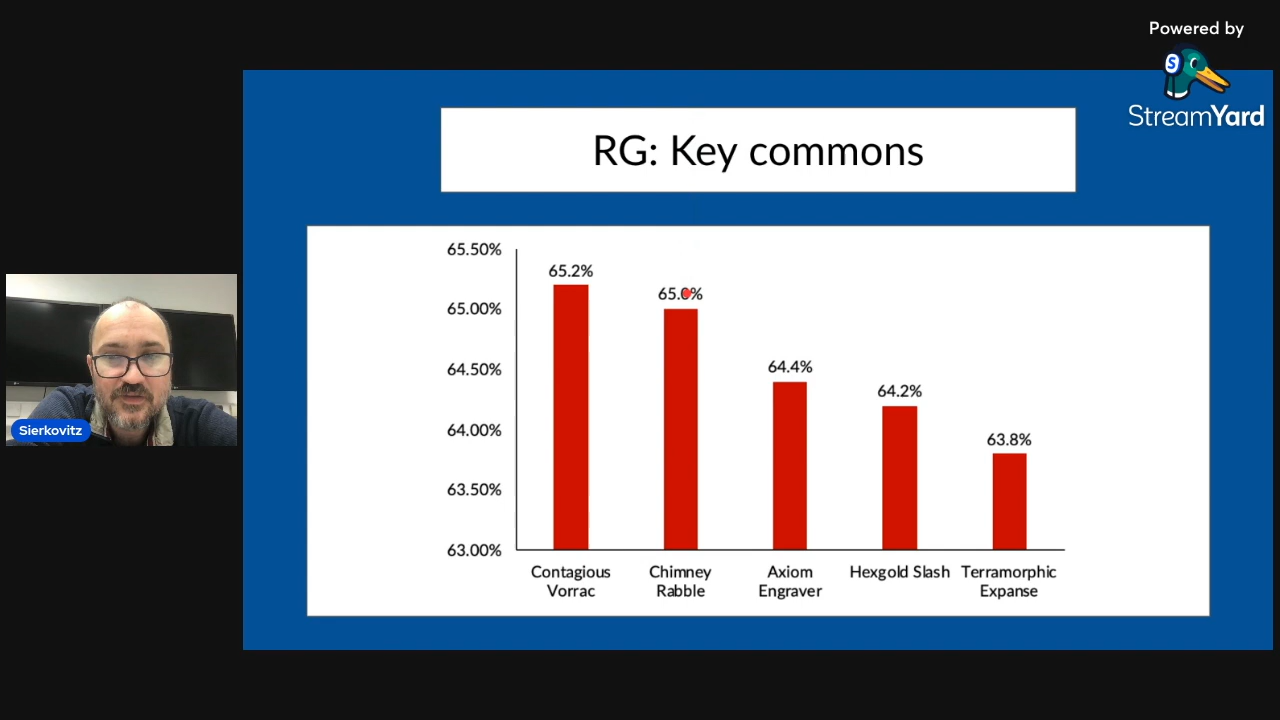 Powered by
StreamYard
RG: Key commons
65.50%
65.00%
64.50%
64.00%
63.50%
63.00%
65.2%
65.0%
64.4%
64.2%
63.8%
Contagious
Vorrac
Chimney
Rabble
Axiom
Engraver
Hexgold Slash
Terramorphic
Expanse
Sierkovitz